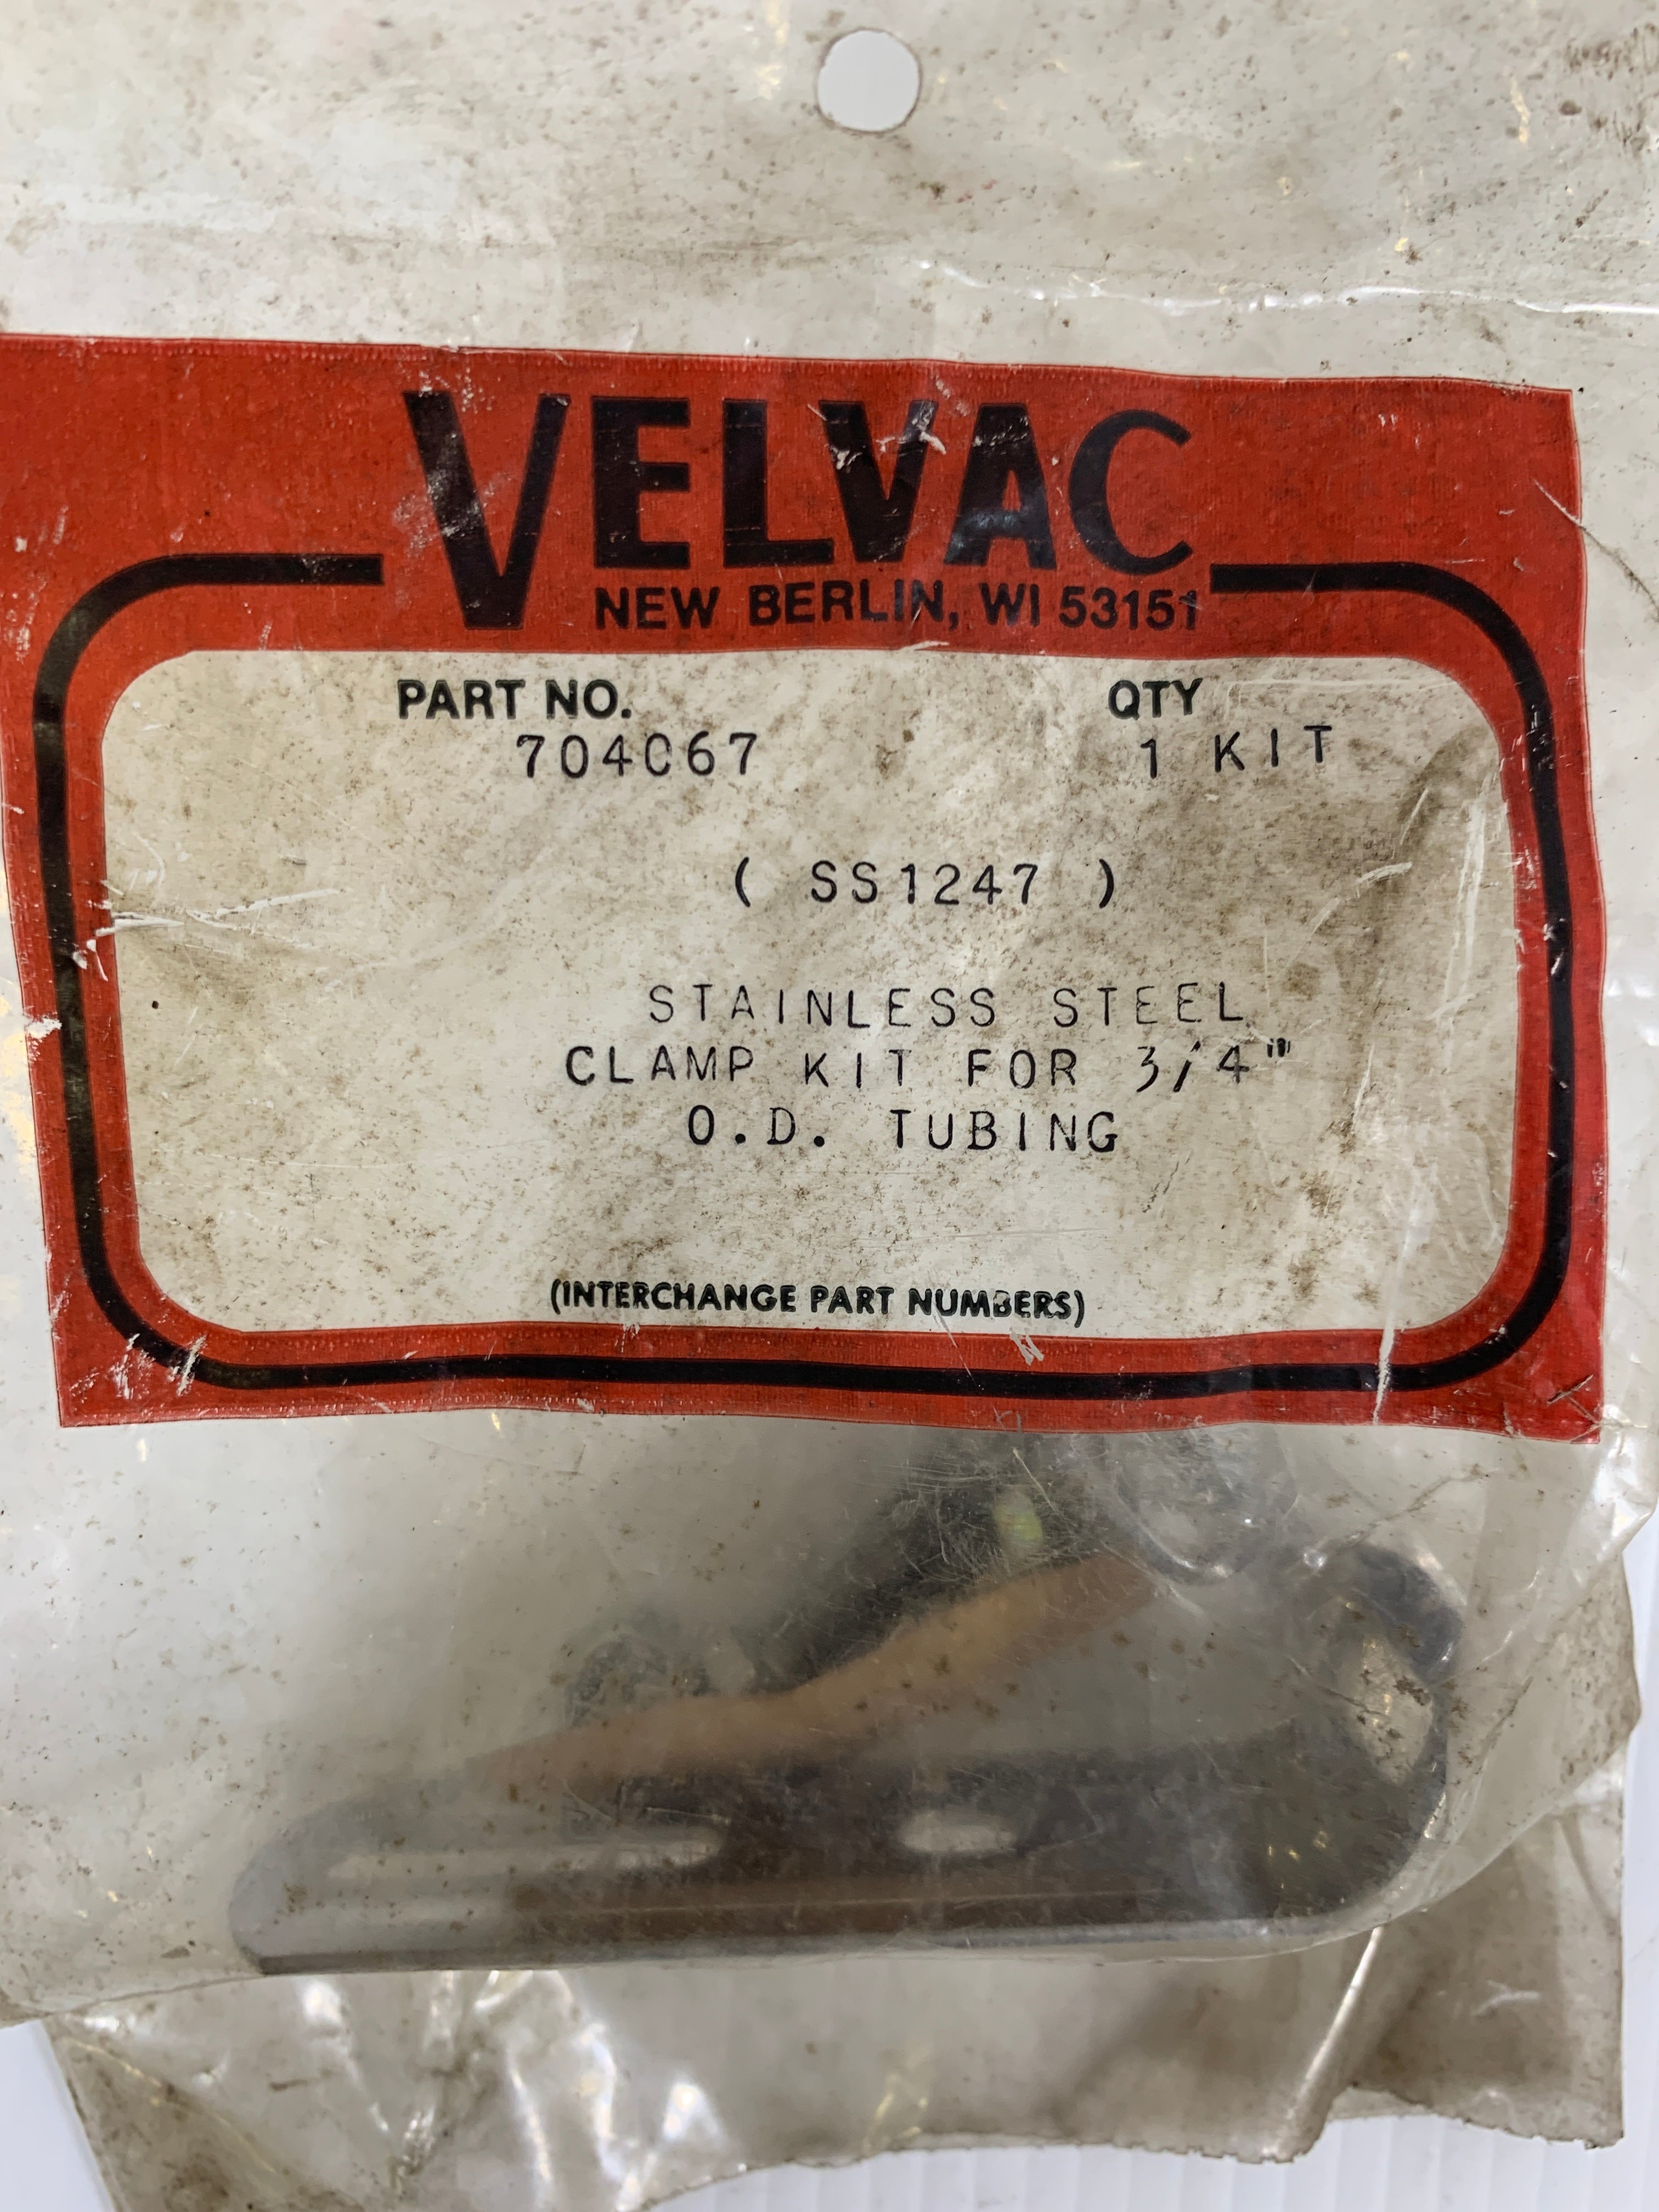 VELVAC
NEW BERLIN, WI 53151
PART NO. QTY
704067 1 KIT
( SS1247 )
STAINLESS STEEL
CLAMP KIT FOR 3/4"
O.D. TUBING
(INTERCHANGE PART NUMBERS)